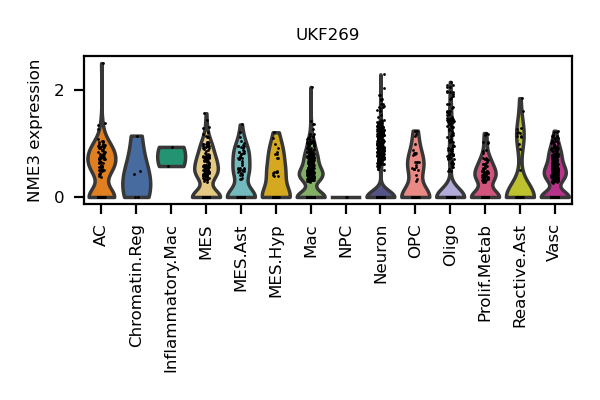 UKF269
NME3 expression
2
0
AC
Chromatin.Reg
Inflammatory.Mac
MES
MES.Ast
MES.Hyp
Mac
NPC
Neuron
OPC
Oligo
Prolif.Metab
Reactive.Ast
Vasc